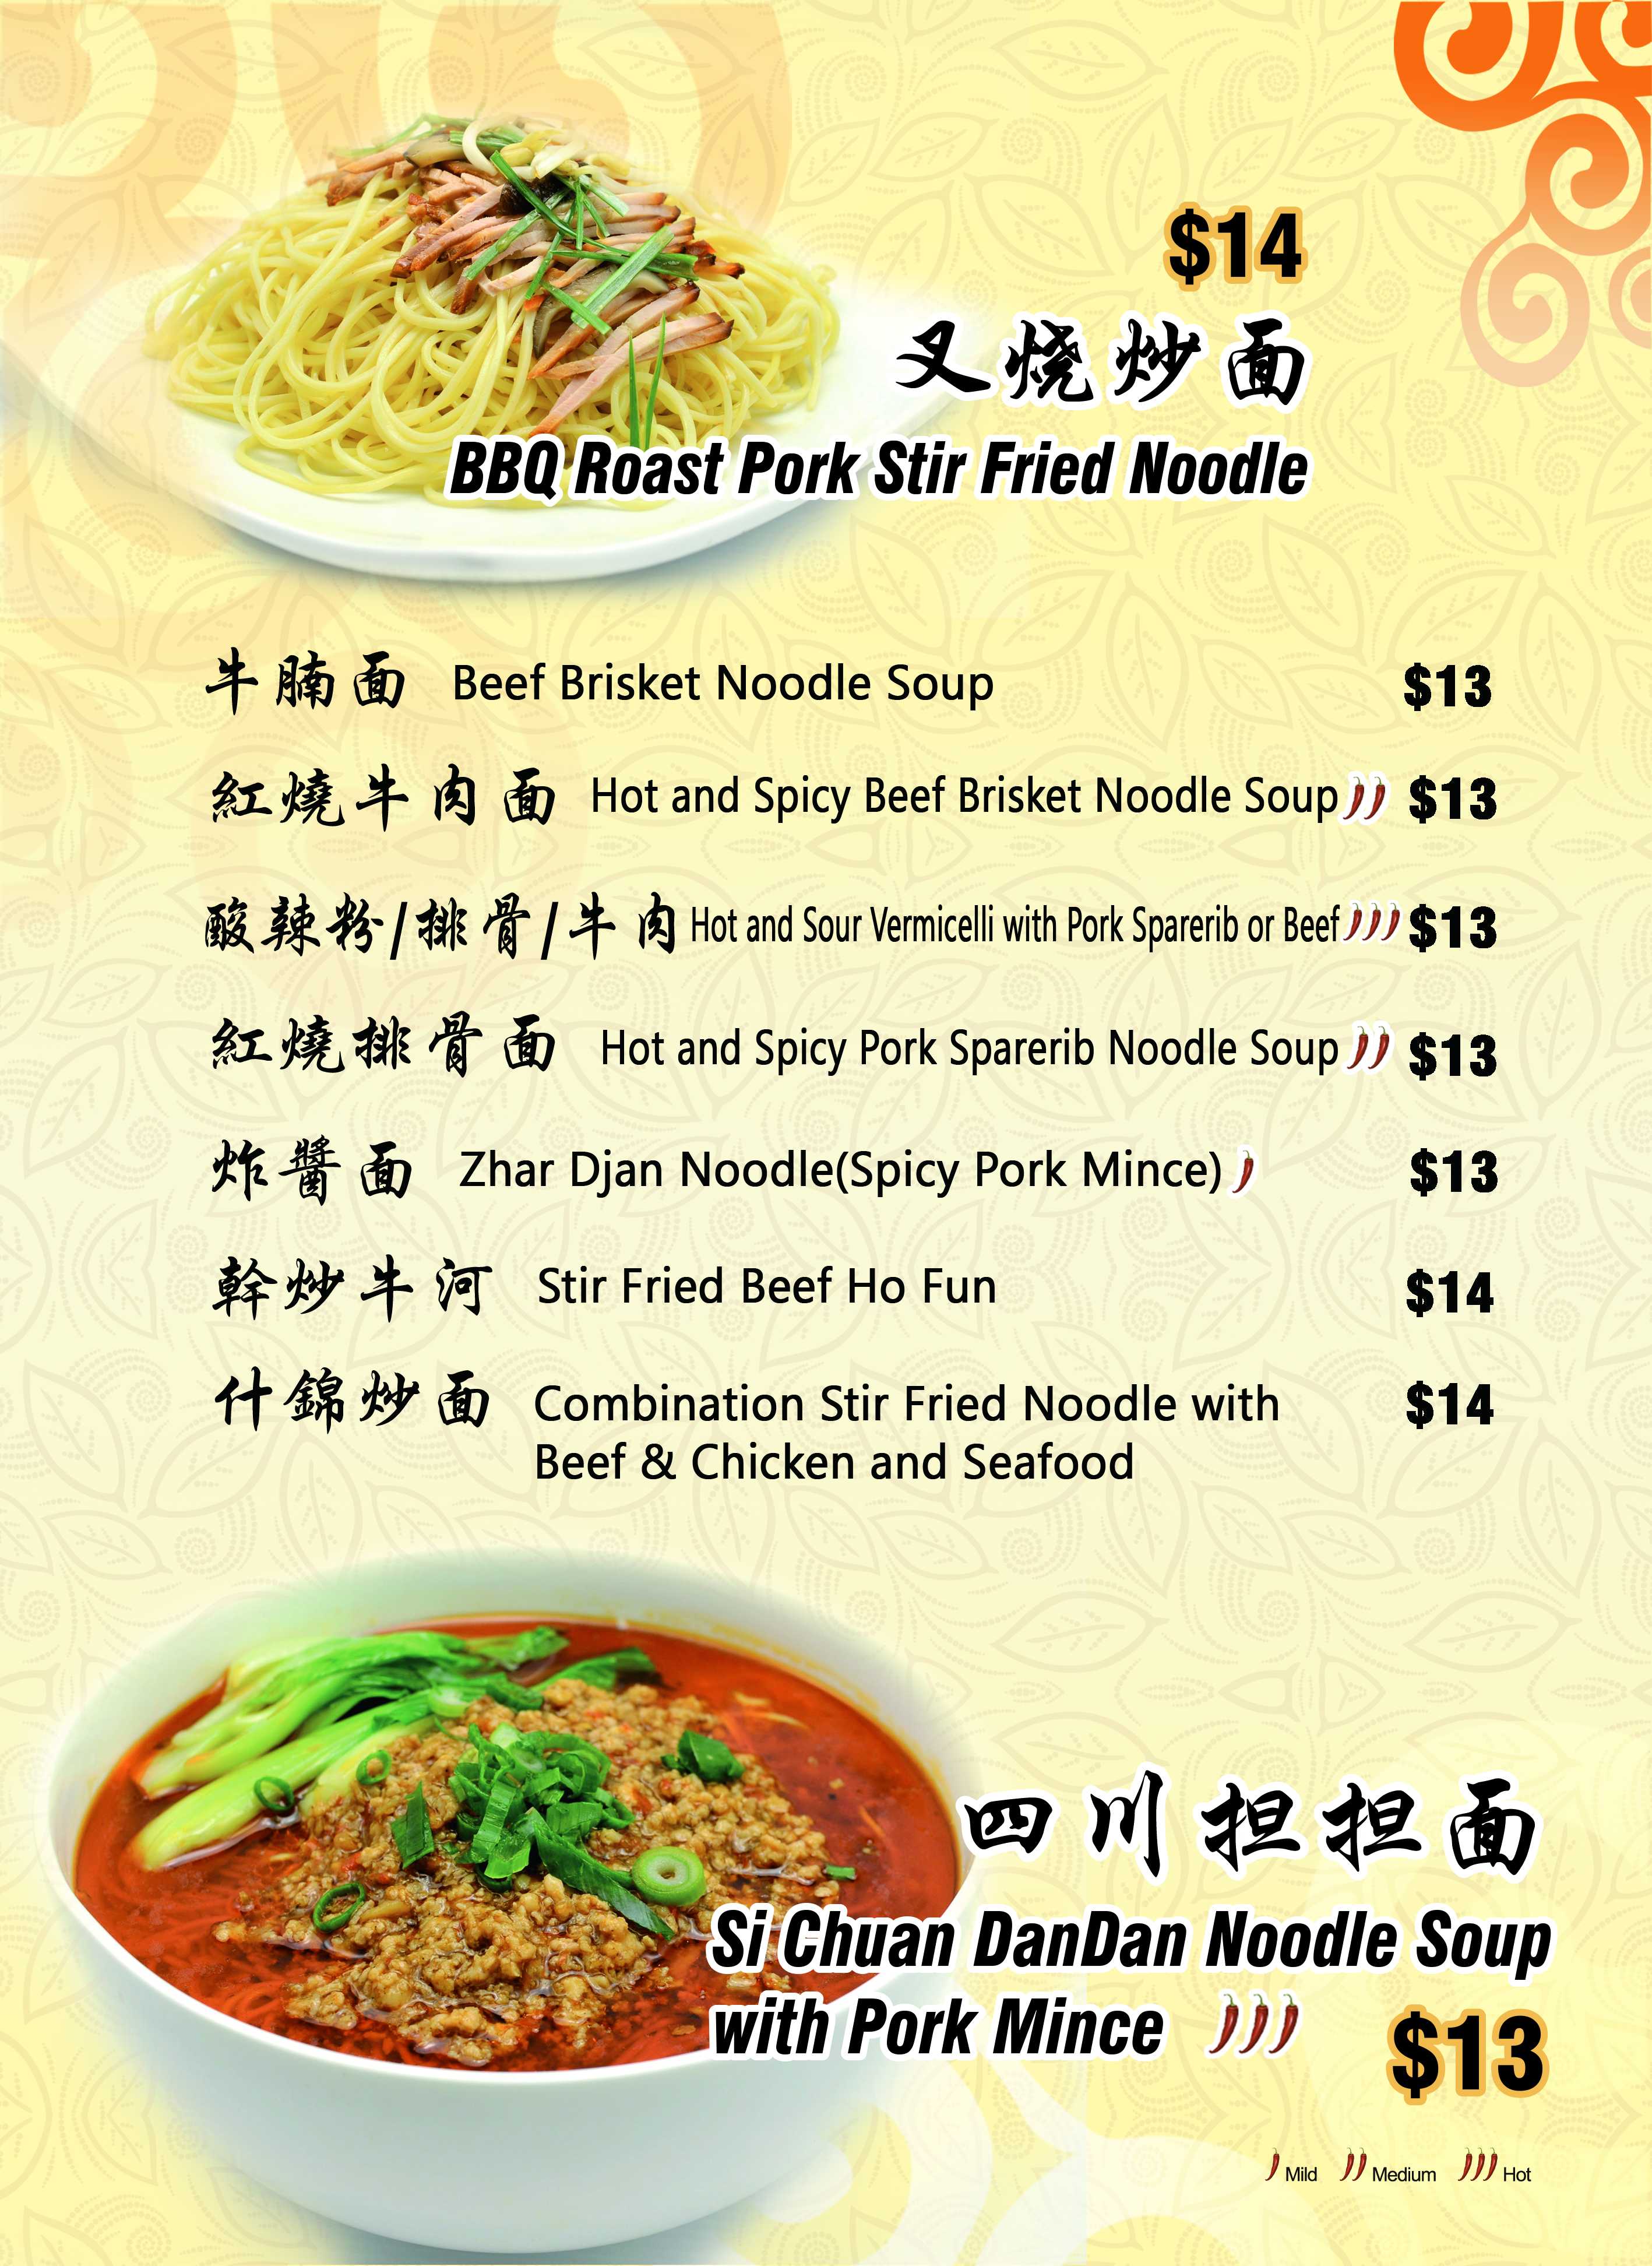 $14
叉烧炒面
BBQ Roast Pork Stir Fried Noodle
牛腩面 Beef Brisket Noodle Soup $13
紅燒牛肉面 Hot and Spicy Beef Brisket Noodle Soup $13
酸辣粉/排骨/牛肉 Hot and Sour Vermicelli with Pork Sparerib or Beef $13
紅燒排骨面 Hot and Spicy Pork Sparerib Noodle Soup $13
炸醬面 Zhar Djan Noodle(Spicy Pork Mince) $13
幹炒牛河 Stir Fried Beef Ho Fun $14
什錦炒面 Combination Stir Fried Noodle with $14
Beef & Chicken and Seafood
四川担担面
Si Chuan DanDan Noodle Soup
with Pork Mince
$13
Mild Medium Hot